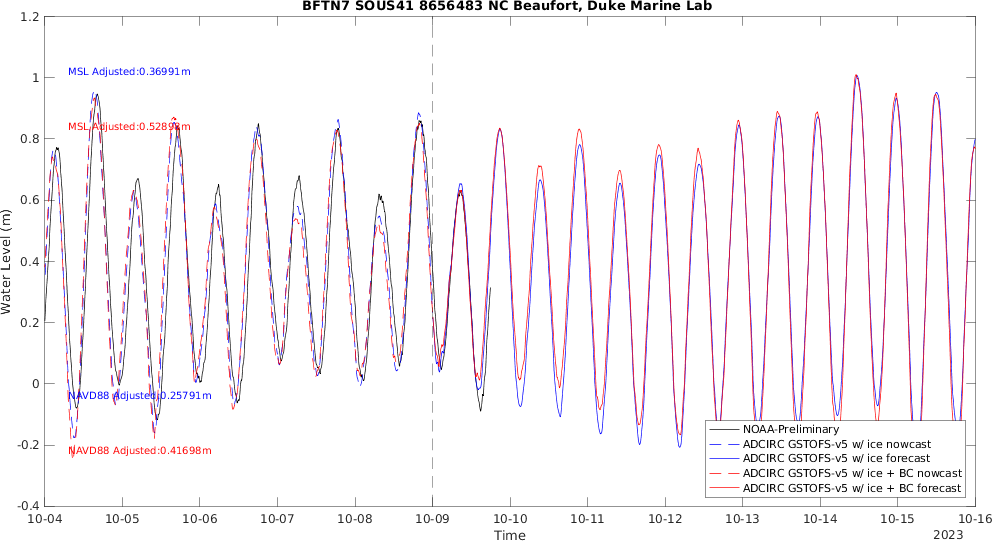 BFTN7 SOUS41 8656483 NC Beaufort, Duke Marine Lab
1.2
1
0.8
0.6
0.4
0.2
0
-0.2
-0.4
Water Level (m)
MSL Adjusted:0.36991m
MSL Adjusted:0.52892m
NAVD88 Adjusted:0.25791m
NAVD88 Adjusted:0.41698m
NOAA-Preliminary
ADCIRC GSTOFS-v5 w/ ice nowcast
ADCIRC GSTOFS-v5 w/ ice forecast
ADCIRC GSTOFS-v5 w/ ice + BC nowcast
ADCIRC GSTOFS-v5 w/ ice + BC forecast
10-04 10-05 10-06 10-07 10-08 10-09 10-10 10-11 10-12 10-13 10-14 10-15 10-16
Time
2023